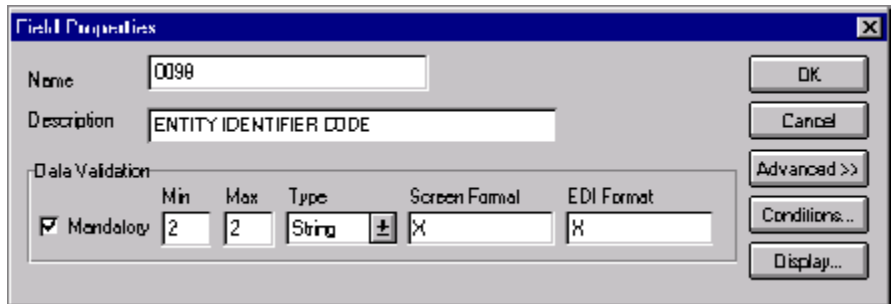 Field Properties
Name 0098
Description ENTITY IDENTIFIER CODE
Data Validation
Min Max Type Screen Format EDI Format
Mandatory 2 2 String X X
OK
Cancel
Advanced >>
Conditions...
Display...